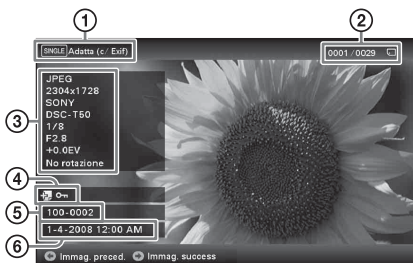 1
2
SINGLE Adatta (c/ Exif)
0001/0029
3
JPEG
2304x1728
SONY
DSC-T50
1/8
F2.8
+0.0EV
No rotazione
4
5
100-0002
6
1-4-2008 12:00 AM
Immag. preced. Immag. success